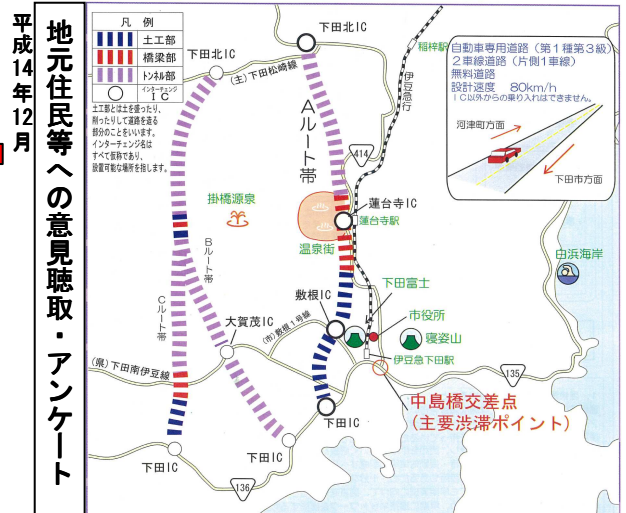 平成14年12月
地元住民等への意見聴取・アンケート
凡 例
土工部
橋梁部
トンネル部
インターチェンジ
IC
土工部とは土を盛ったり、
削ったりして道路を造る
部分のことをいいます。
インターチェンジ名は
すべて仮称であり、
設置可能な場所を指します。
下田北IC
下田北IC
(主)下田松崎線
Aルート帯
稲梓駅
伊豆急行
414
自動車専用道路(第1種第3級)
2車線道路(片側1車線)
無料道路
設計速度 80km/h
IC以外からの乗り入れはできません。
河津町方面
下田市方面
掛橋源泉
蓮台寺IC
蓮台寺駅
温泉街
白浜海岸
Bルート帯
Cルート帯
下田富士
敷根IC
市役所
大賀茂IC
(市)敷根1号線
寝姿山
伊豆急下田駅
(県)下田南伊豆線
135
中島橋交差点
(主要渋滞ポイント)
下田IC
下田IC
下田IC
136